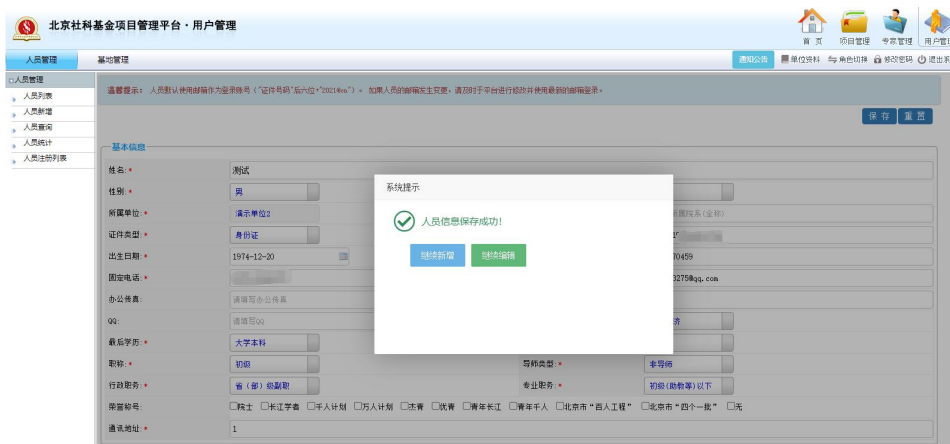 北京社科基金项目管理平台·用户管理
首 页 项目管理 专家管理 用户管
人员管理 基地管理 通知公告 单位资料 角色切换 修改密码 退出系
人员管理
人员列表
人员新增
人员查询
人员统计
人员注册列表
温馨提示: 人员默认使用邮箱作为登录账号("证件号码"后六位+"2021@wn")。 如果人员的邮箱发生变更,请及时于平台进行修改并使用最新的邮箱登录。
保 存 重 置
基本信息
姓名:* 测试
性别:* 男
所属单位:* 演示单位2 所属院系(全称)
证件类型:* 身份证
出生日期:* 1974-12-20 70459
固定电话:* 3275@qq.com
办公传真: 请填写办公传真
QQ: 请填写QQ 济
最后学历:* 大学本科
职称:* 初级 导师类型:* 非导师
行政职务:* 省(部)级副职 专业职务:* 初级(助教等)以下
荣誉称号: 院士 长江学者 千人计划 万人计划 杰青 优青 青年长江 青年千人 北京市“百人工程” 北京市“四个一批” 无
通讯地址:* 1
系统提示
人员信息保存成功!
继续新增 继续编辑